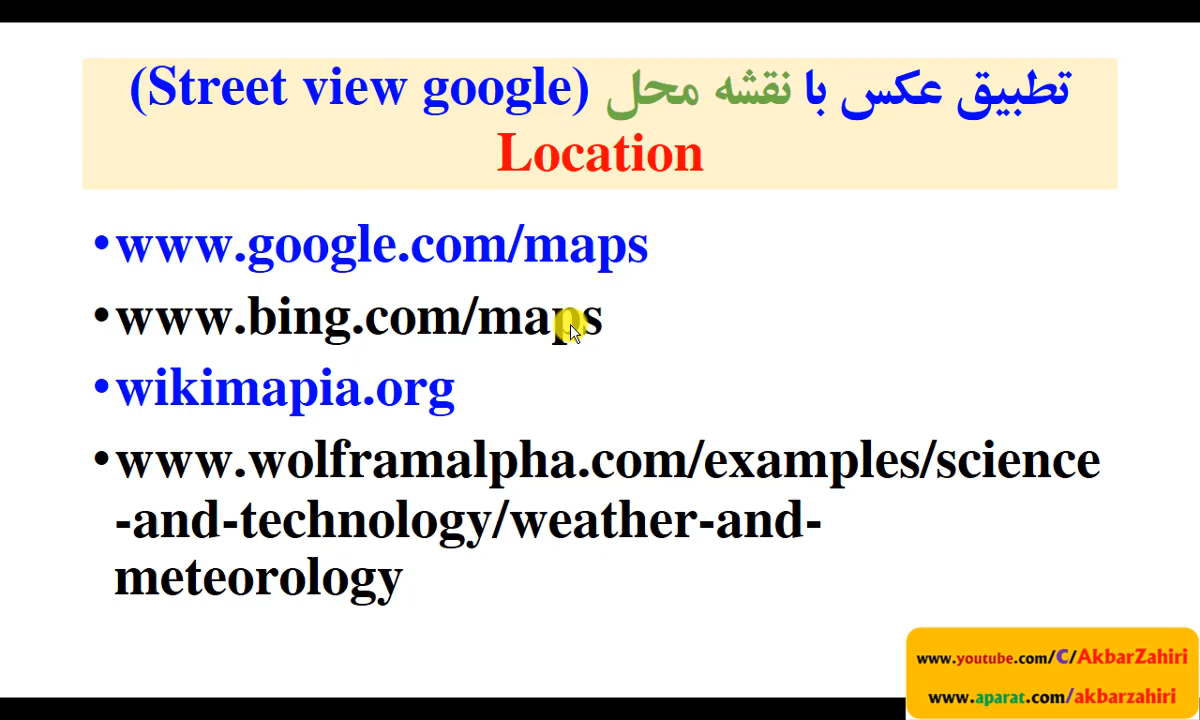 تطبیق عکس با نقشه محل (Street view google)
Location
•www.google.com/maps
•www.bing.com/maps
•wikimapia.org
•www.wolframalpha.com/examples/science
-and-technology/weather-and-
meteorology
www.youtube.com/C/AkbarZahiri
www.aparat.com/akbarzahiri